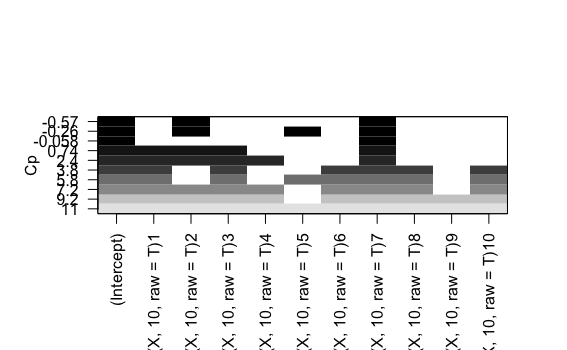 Cp
-0.57
-0.26
-0.058
0.74
2.4
3.8
5.8
7.2
9.2
11
(Intercept)
(X, 10, raw = T)1
(X, 10, raw = T)2
(X, 10, raw = T)3
(X, 10, raw = T)4
(X, 10, raw = T)5
(X, 10, raw = T)6
(X, 10, raw = T)7
(X, 10, raw = T)8
(X, 10, raw = T)9
X, 10, raw = T)10